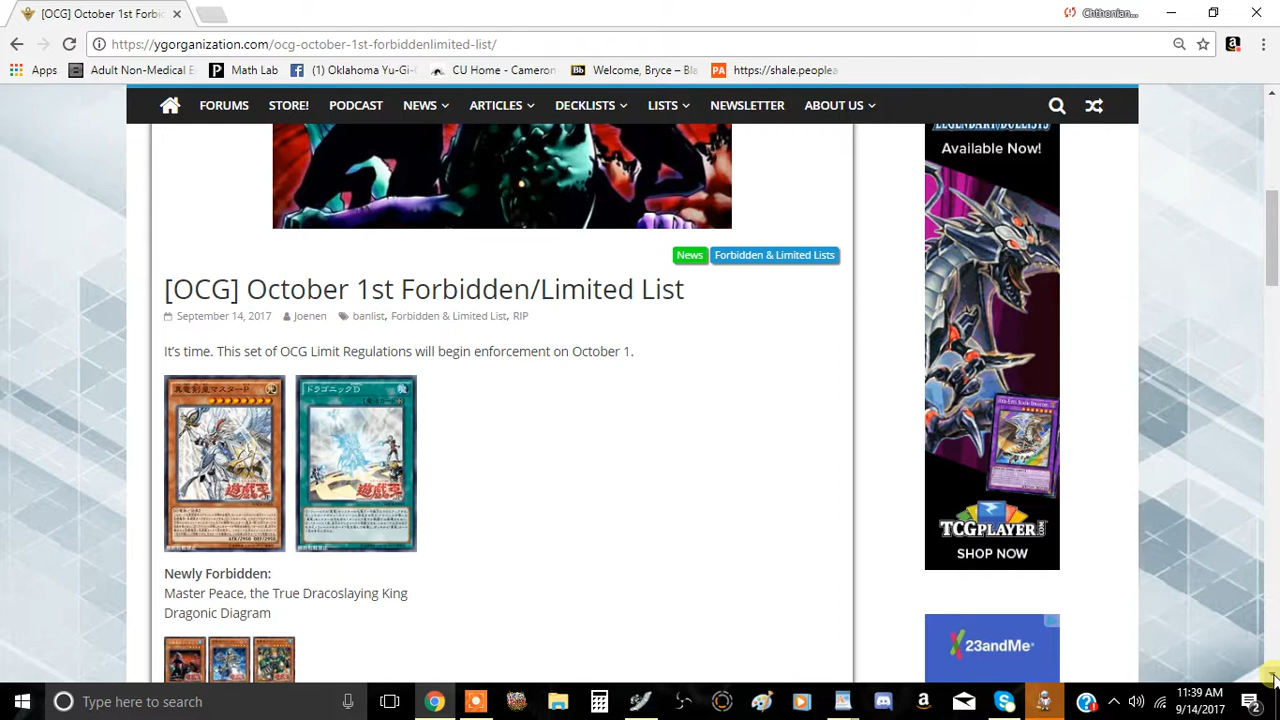 [OCG] October 1st Forbid
Chthonian...
https://ygorganization.com/ocg-october-1st-forbiddenlimited-list/
Apps
Adult Non-Medical E
Math Lab
(1) Oklahoma Yu-Gi-
CU Home - Cameron
Welcome, Bryce – Bla
https://shale.peoplea
FORUMS
STORE!
PODCAST
NEWS
ARTICLES
DECKLISTS
LISTS
NEWSLETTER
ABOUT US
LEGENDARY DUELISTS
Available Now!
News
Forbidden & Limited Lists
[OCG] October 1st Forbidden/Limited List
September 14, 2017
Joenen
banlist, Forbidden & Limited List, RIP
It's time. This set of OCG Limit Regulations will begin enforcement on October 1.
Newly Forbidden:
Master Peace, the True Dracoslaying King
Dragonic Diagram
TCGPLAYER
SHOP NOW
23andMe
Type here to search
11:39 AM
9/14/2017